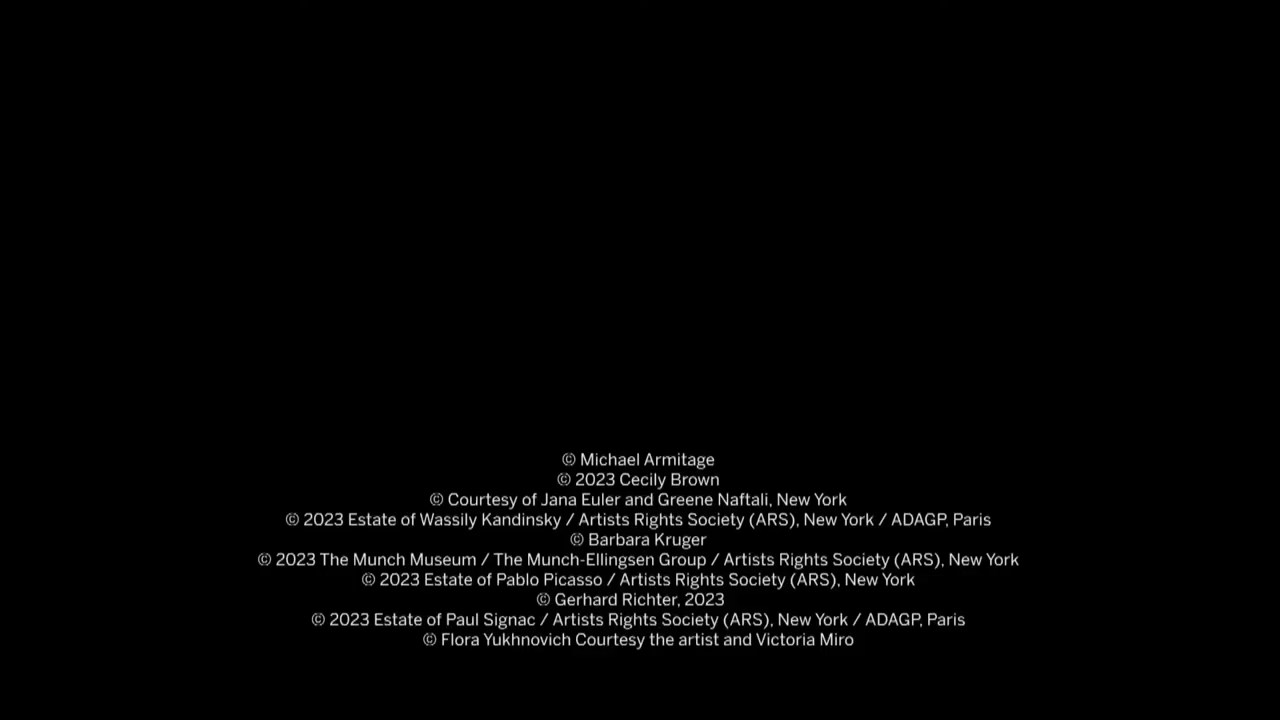 © Michael Armitage
© 2023 Cecily Brown
© Courtesy of Jana Euler and Greene Naftali, New York
© 2023 Estate of Wassily Kandinsky / Artists Rights Society (ARS), New York / ADAGP, Paris
© Barbara Kruger
© 2023 The Munch Museum / The Munch-Ellingsen Group / Artists Rights Society (ARS), New York
© 2023 Estate of Pablo Picasso / Artists Rights Society (ARS), New York
© Gerhard Richter, 2023
© 2023 Estate of Paul Signac / Artists Rights Society (ARS), New York / ADAGP, Paris
© Flora Yukhnovich Courtesy the artist and Victoria Miro